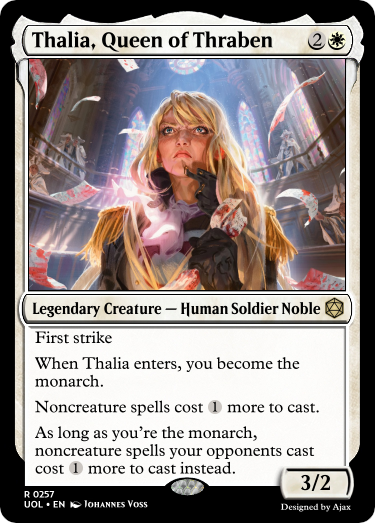 Thalia, Queen of Thraben 2
Legendary Creature — Human Soldier Noble
First strike
When Thalia enters, you become the
monarch.
Noncreature spells cost 1 more to cast.
As long as you're the monarch,
noncreature spells your opponents cast
cost 1 more to cast instead.
3/2
R 0257
UOL • EN Johannes Voss
Designed by Ajax